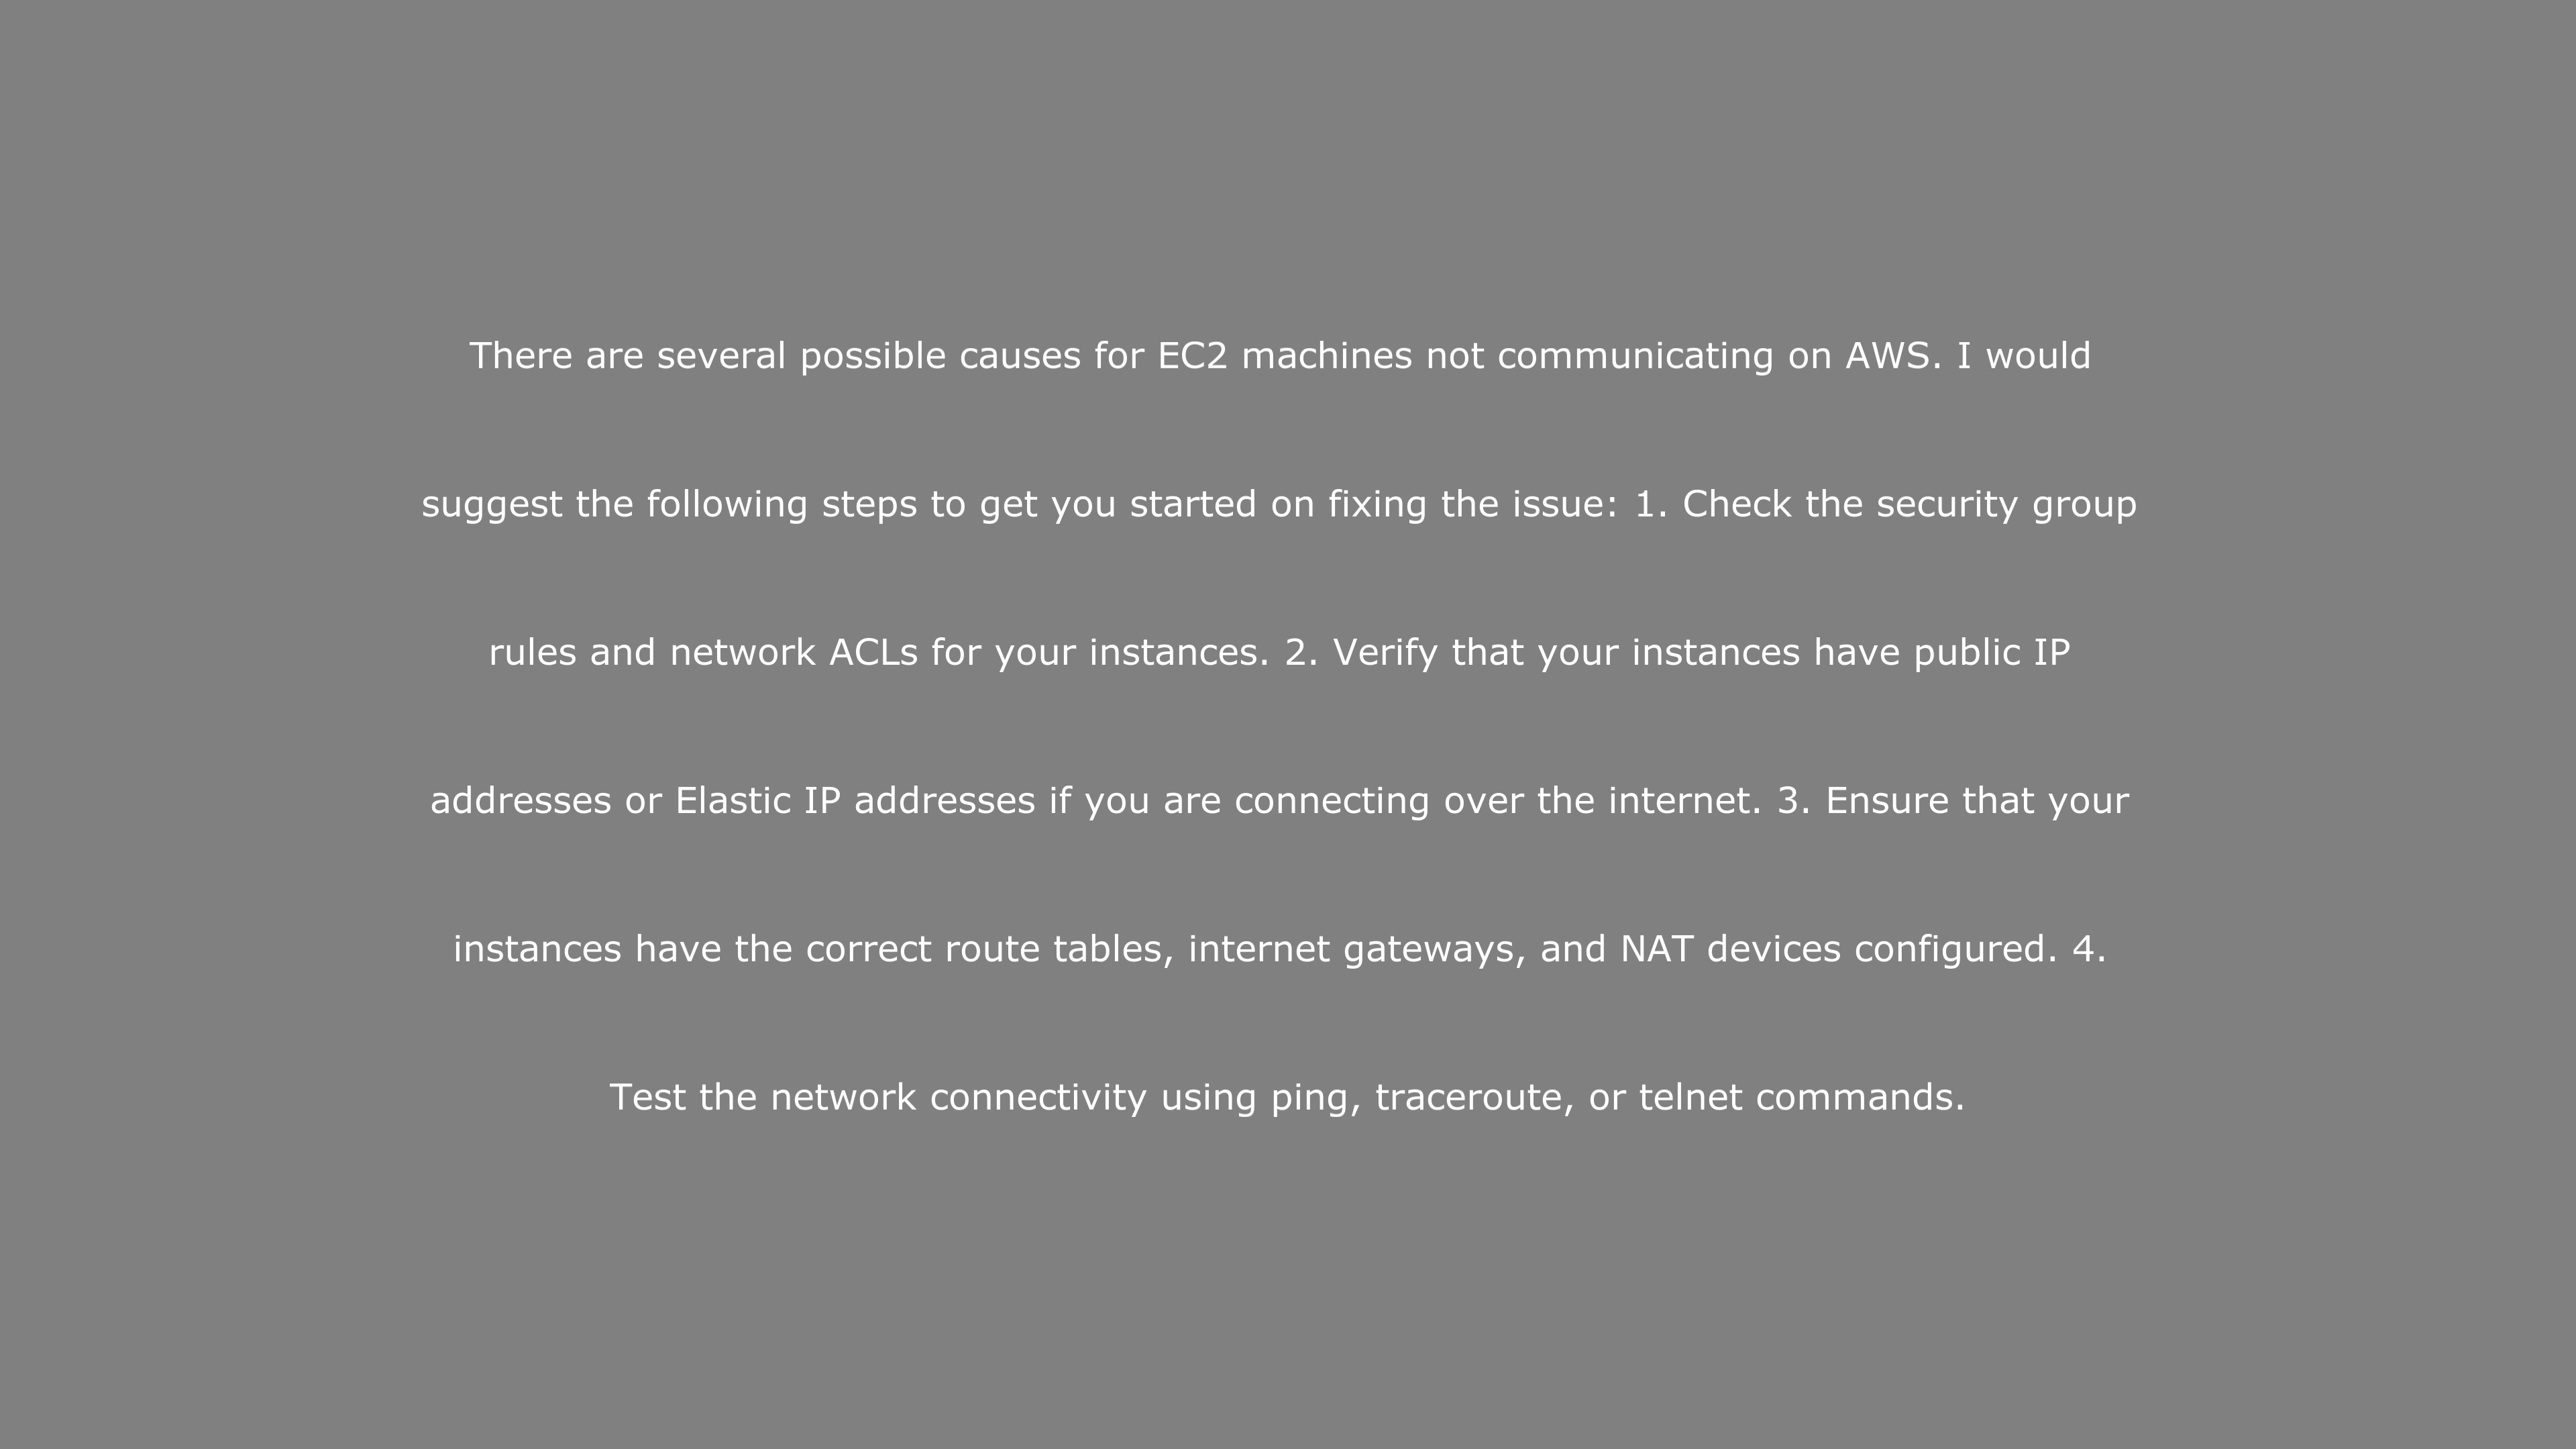 There are several possible causes for EC2 machines not communicating on AWS. I would
suggest the following steps to get you started on fixing the issue: 1. Check the security group
rules and network ACLs for your instances. 2. Verify that your instances have public IP
addresses or Elastic IP addresses if you are connecting over the internet. 3. Ensure that your
instances have the correct route tables, internet gateways, and NAT devices configured. 4.
Test the network connectivity using ping, traceroute, or telnet commands.